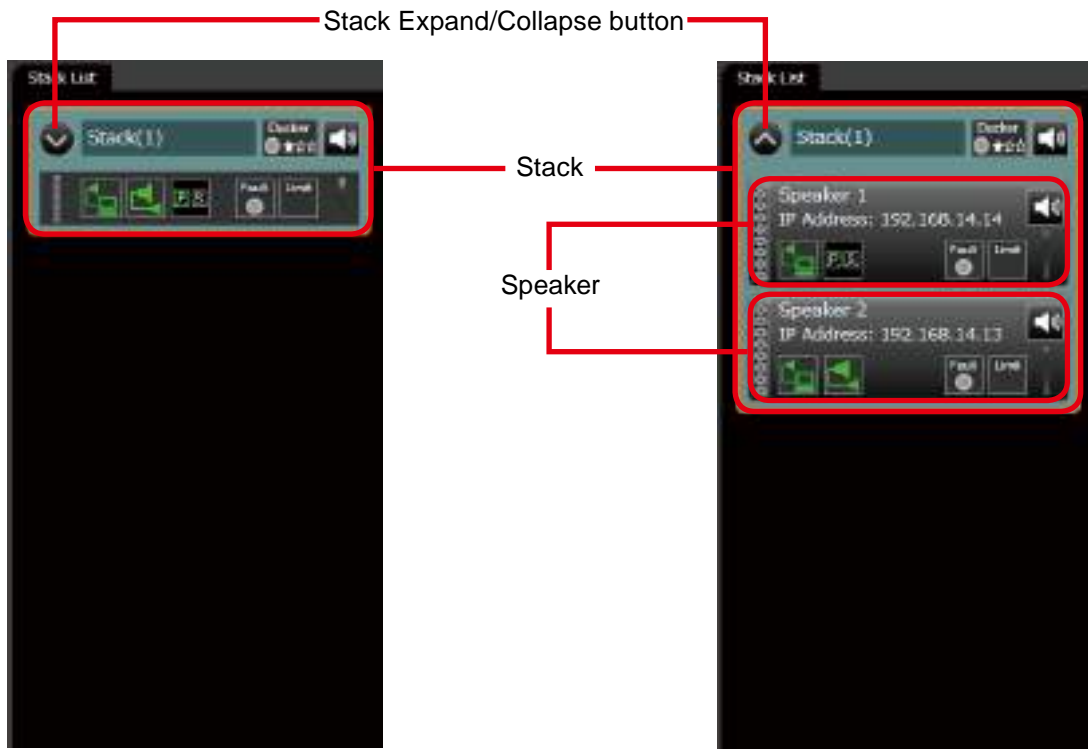 Stack Expand/Collapse button
Stack List
Stack(1)
Ducker
Fault
Limit
Stack
Speaker
Stack List
Stack(1)
Ducker
Speaker 1
IP Address: 192.168.14.14
Fault
Limit
Speaker 2
IP Address: 192.168.14.13
Fault
Limit